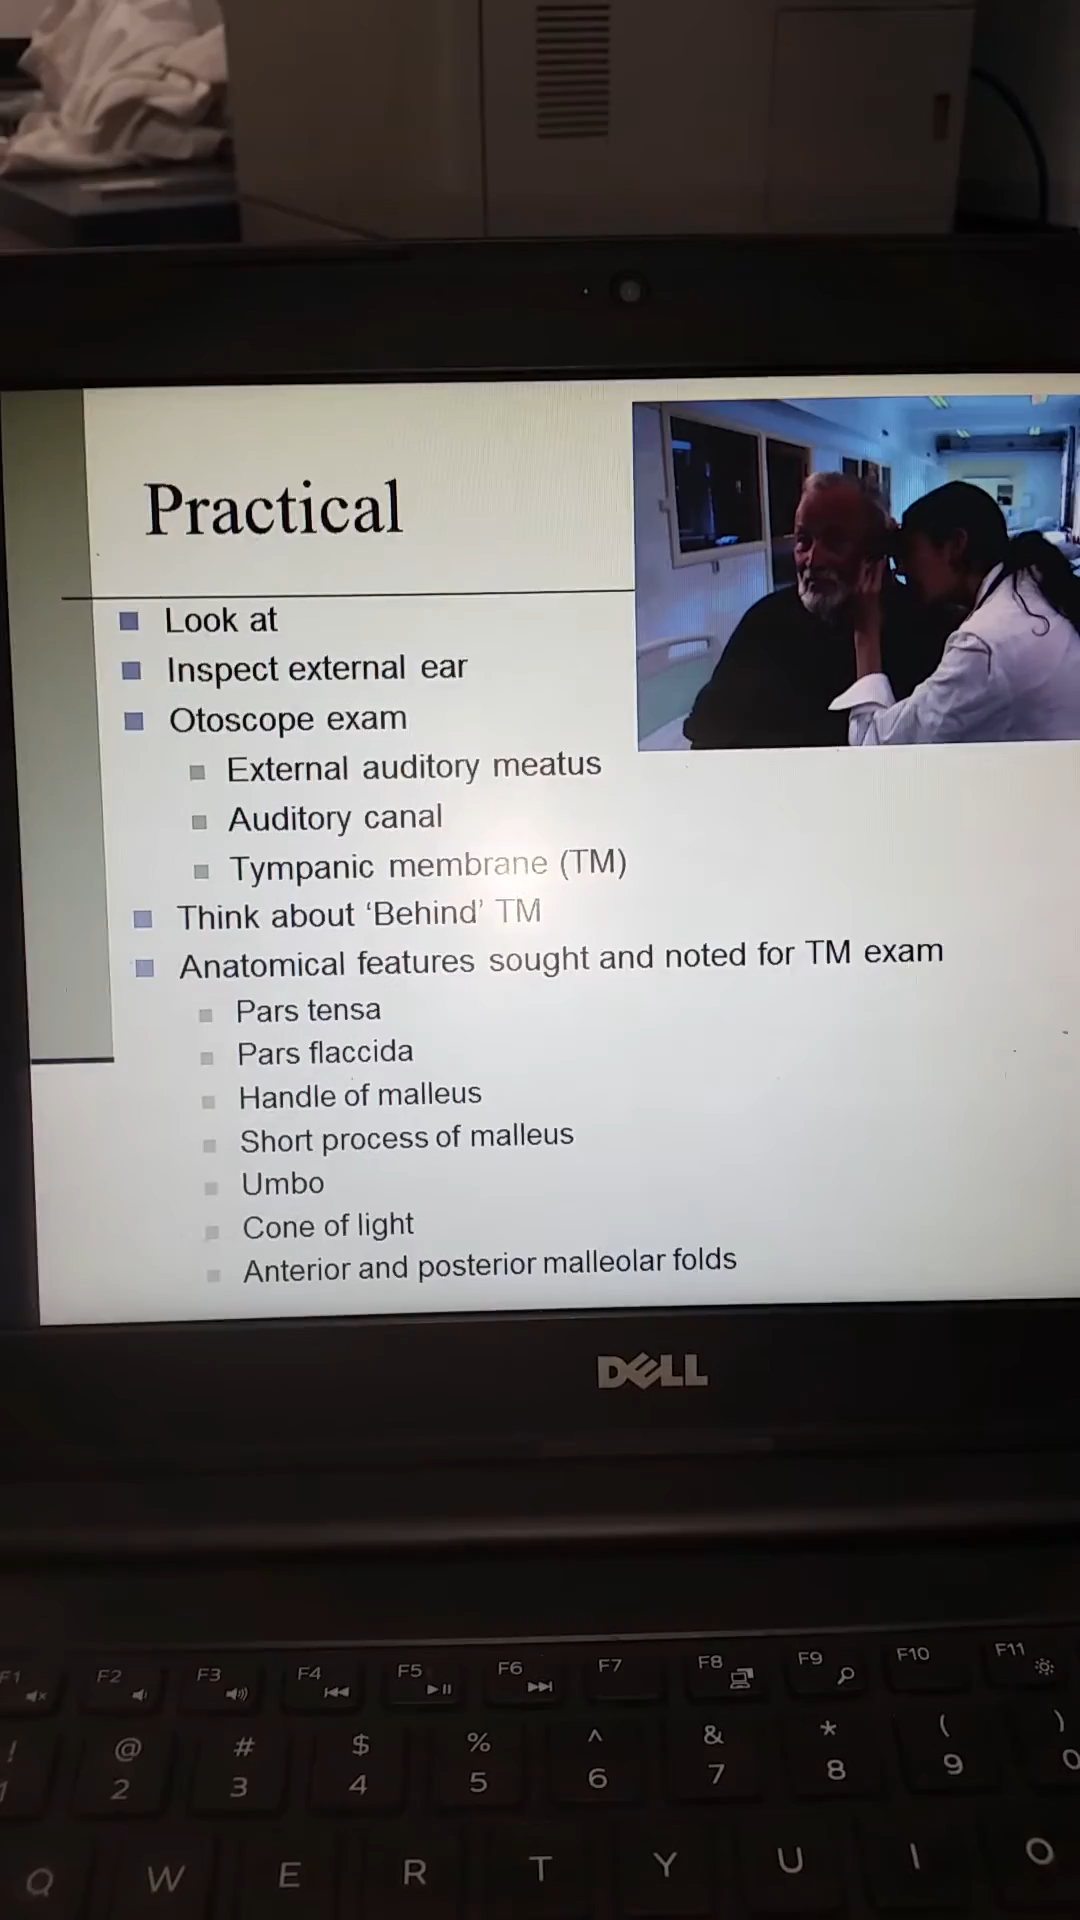 Practical
Look at
Inspect external ear
Otoscope exam
External auditory meatus
Auditory canal
Tympanic membrane (TM)
Think about ‘Behind’ TM
Anatomical features sought and noted for TM exam
Pars tensa
Pars flaccida
Handle of malleus
Short process of malleus
Umbo
Cone of light
Anterior and posterior malleolar folds
DELL
F1 F2 F3 F4 F5 F6 F7 F8 F9 F10 F11
! @ # $ % ^ & * ( )
1 2 3 4 5 6 7 8 9 0
Q W E R T Y U I O